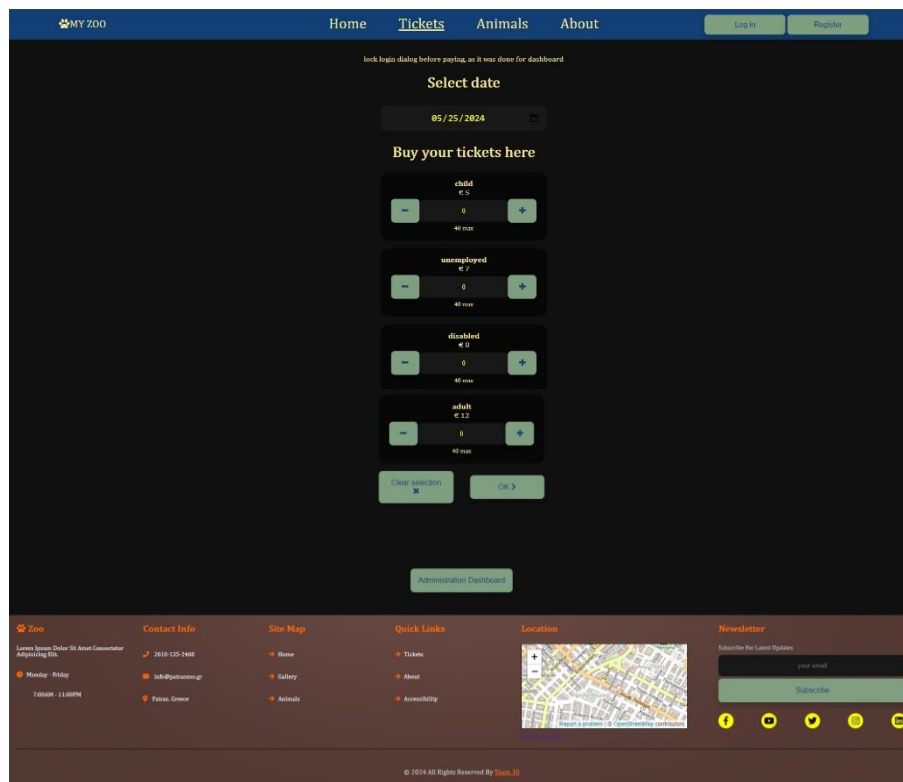 MY ZOO
Home
Tickets
Animals
About
Log in
Register
lock login dialog before paying, as it was done for dashboard
Select date
05/25/2024
Buy your tickets here
child
€ 5
−
0
+
40 max
unemployed
€ 7
−
0
+
40 max
disabled
€ 0
−
0
+
40 max
adult
€ 12
−
0
+
40 max
Clear selection
OK
Administration Dashboard
Zoo
Lorem Ipsum Dolor Sit Amet Consectetur
Adipisicing Elit.
Monday - Friday
7:00AM - 11:00PM
Contact Info
2610-135-2460
info@patraszoo.gr
Patras, Greece
Site Map
Home
Gallery
Animals
Quick Links
Tickets
About
Accessibility
Location
+
−
Report a problem | © OpenStreetMap contributors
Newsletter
Subscribe For Latest Updates
your email
Subscribe
© 2024 All Rights Reserved By Team 30